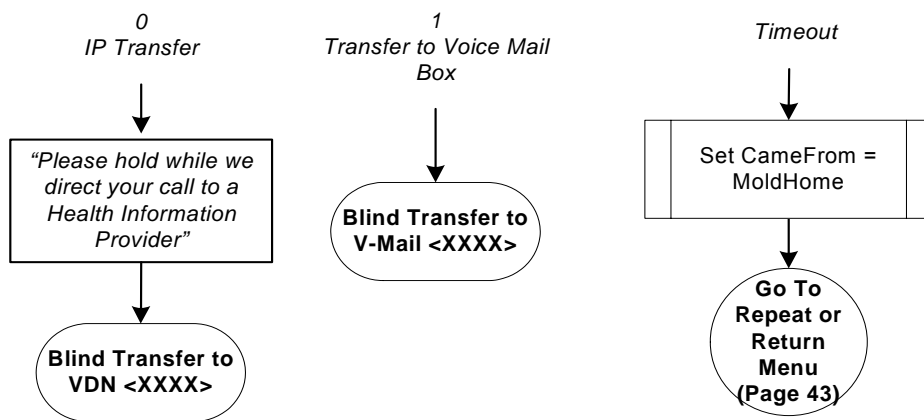 0
IP Transfer
“Please hold while we
direct your call to a
Health Information
Provider”
Blind Transfer to
VDN <XXXX>
1
Transfer to Voice Mail
Box
Blind Transfer to
V-Mail <XXXX>
Timeout
Set CameFrom =
MoldHome
Go To
Repeat or
Return
Menu
(Page 43)